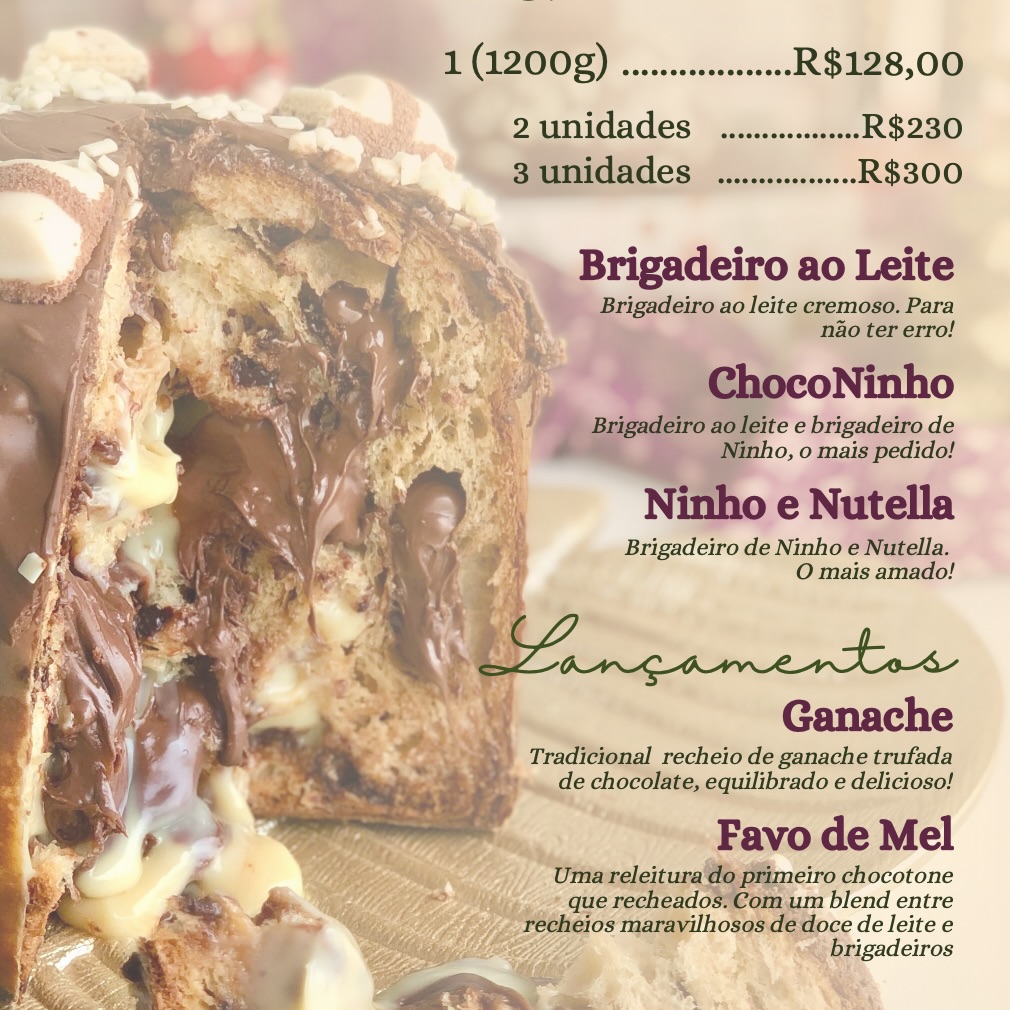 1 (1200g) ..................R$128,00
2 unidades .................R$230
3 unidades .................R$300
Brigadeiro ao Leite
Brigadeiro ao leite cremoso. Para
não ter erro!
ChocoNinho
Brigadeiro ao leite e brigadeiro de
Ninho, o mais pedido!
Ninho e Nutella
Brigadeiro de Ninho e Nutella.
O mais amado!
Lançamentos
Ganache
Tradicional recheio de ganache trufada
de chocolate, equilibrado e delicioso!
Favo de Mel
Uma releitura do primeiro chocotone
que recheados. Com um blend entre
recheios maravilhosos de doce de leite e
brigadeiros